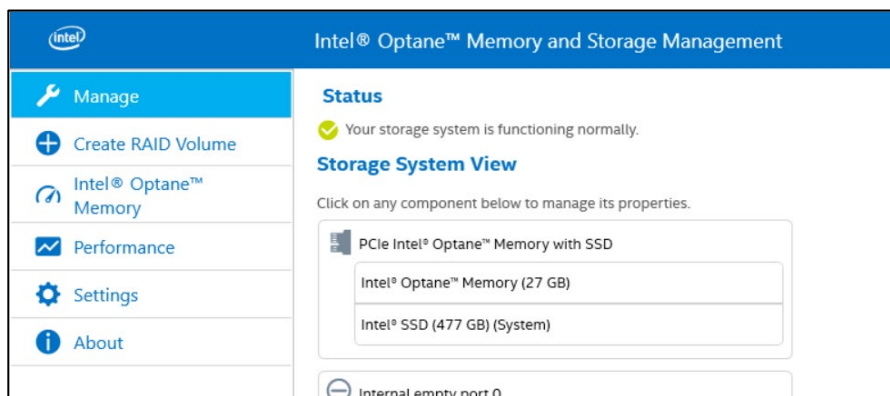 intel
Intel® Optane™ Memory and Storage Management
Manage
Create RAID Volume
Intel® Optane™
Memory
Performance
Settings
About
Status
Your storage system is functioning normally.
Storage System View
Click on any component below to manage its properties.
PCIe Intel® Optane™ Memory with SSD
Intel® Optane™ Memory (27 GB)
Intel® SSD (477 GB) (System)
Internal empty port 0